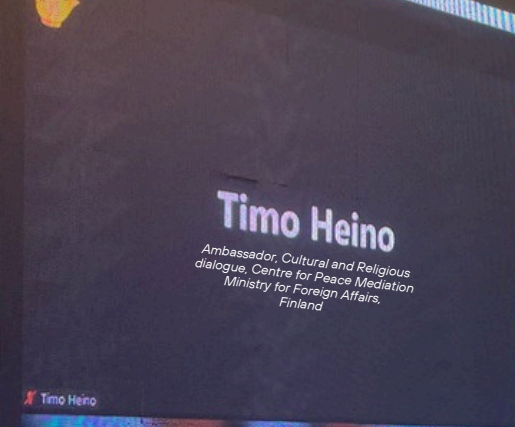 Timo Heino
Ambassador, Cultural and Religious
dialogue, Centre for Peace Mediation
Ministry for Foreign Affairs,
Finland
Timo Heino